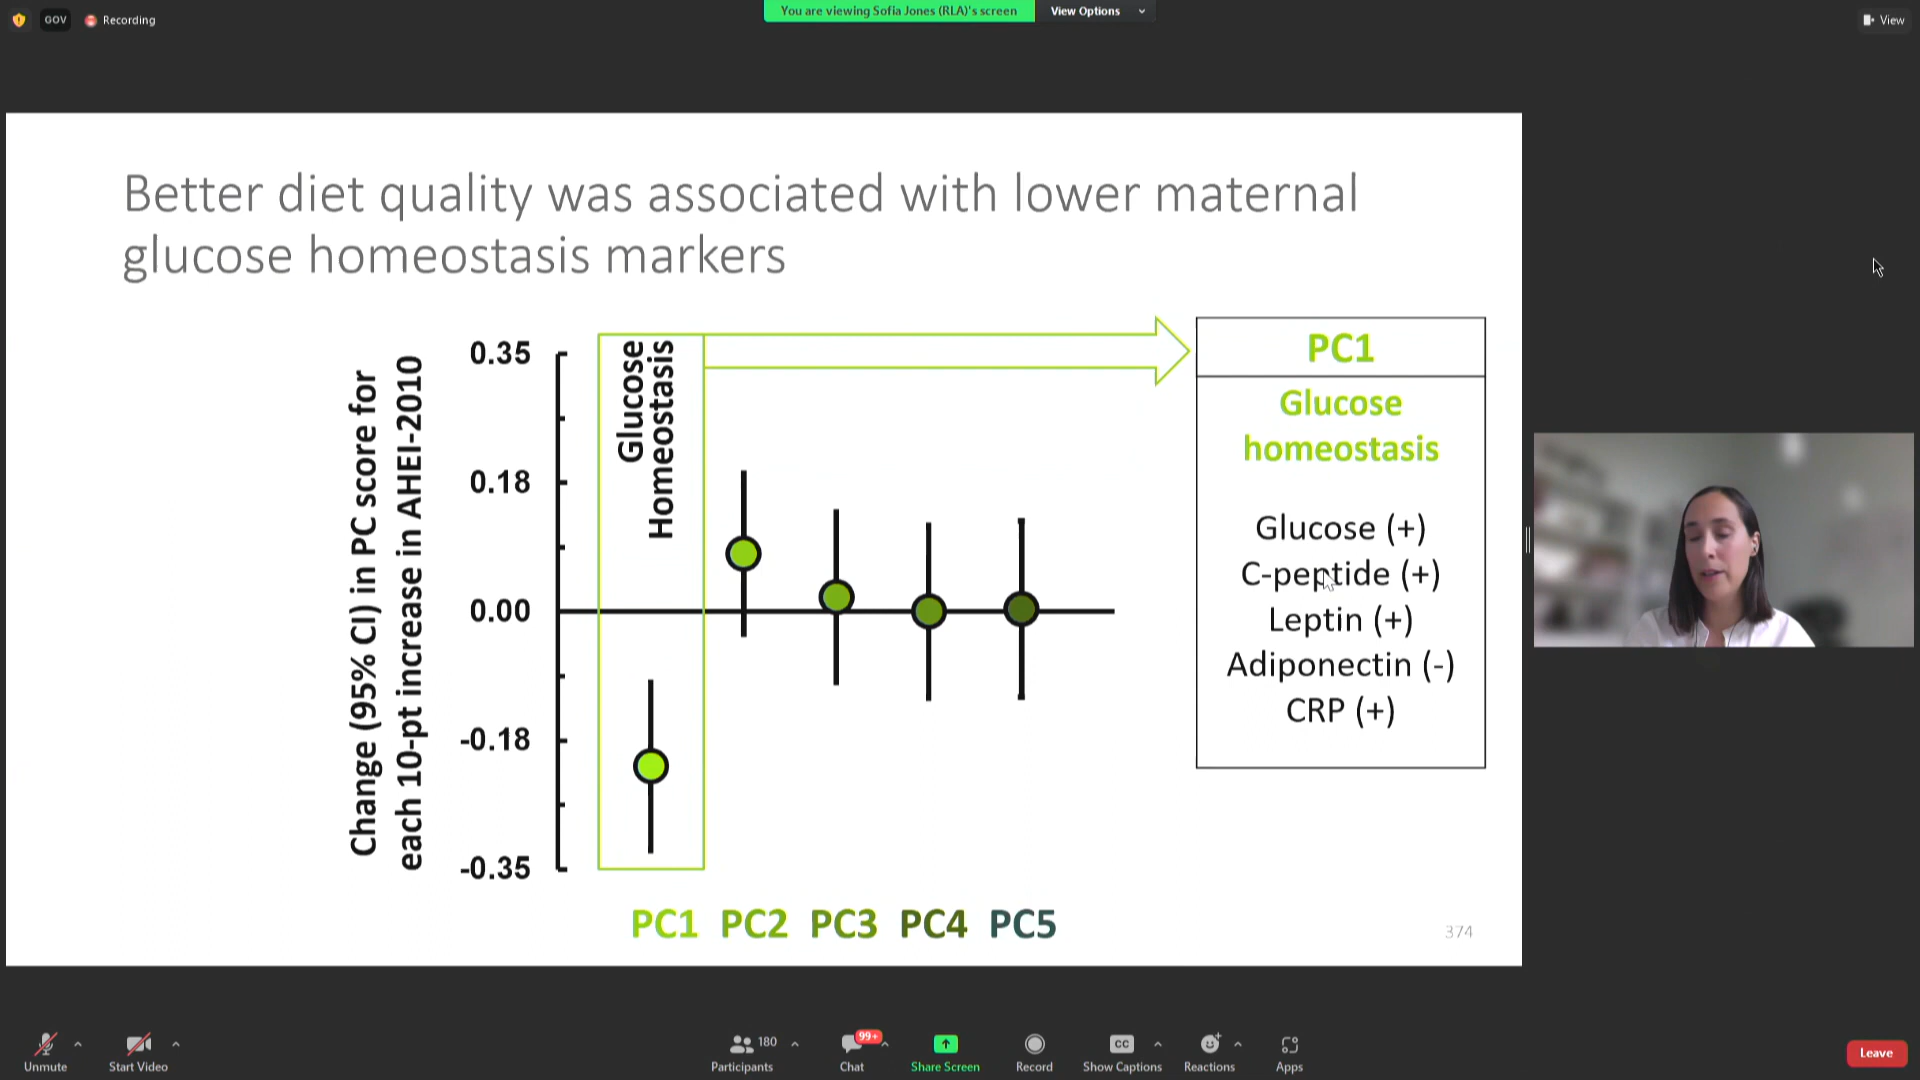 GOV
Recording
You are viewing Sofia Jones (RLA)'s screen
View Options
View
Better diet quality was associated with lower maternal
glucose homeostasis markers
Change (95% CI) in PC score for
each 10-pt increase in AHEI-2010
0.35
0.18
0.00
-0.18
-0.35
Glucose
Homeostasis
PC1 PC2 PC3 PC4 PC5
PC1
Glucose
homeostasis
Glucose (+)
C-peptide (+)
Leptin (+)
Adiponectin (-)
CRP (+)
374
Unmute
Start Video
180
Participants
99+
Chat
Share Screen
Record
CC
Show Captions
Reactions
Apps
Leave